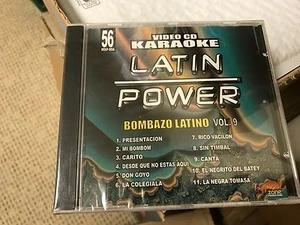 56
VIDEO CD
KARAOKE
LATIN
POWER
BOMBAZO LATINO VOL. 9
1. PRESENTACION
2. MI BOMBOM
3. CARITO
4. DESDE QUE NO ESTAS AQUI
5. DON GOYO
6. LA COLEGIALA
7. RICO VACILON
8. SIN TIMBAL
9. CANTA
10. EL NEGRITO DEL BATEY
11. LA NEGRA TOMASA